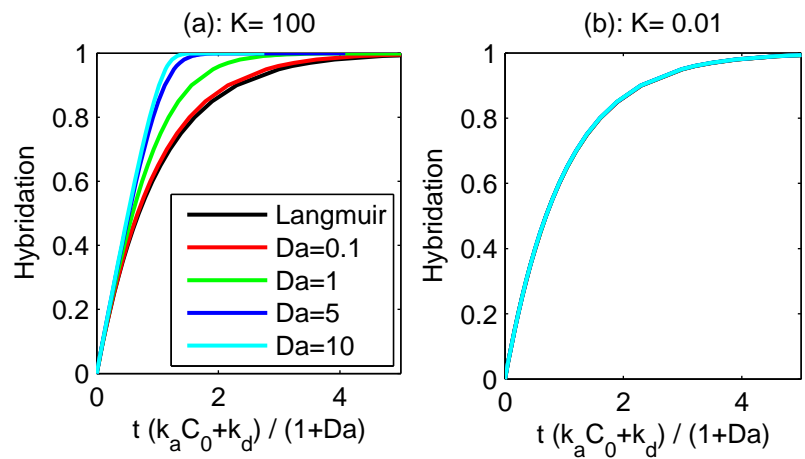 (a): K= 100
Hybridation
1
0.8
0.6
0.4
0.2
0
0
2
4
t (kaC0+kd) / (1+Da)
Langmuir
Da=0.1
Da=1
Da=5
Da=10
(b): K= 0.01
Hybridation
1
0.8
0.6
0.4
0.2
0
0
2
4
t (kaC0+kd) / (1+Da)